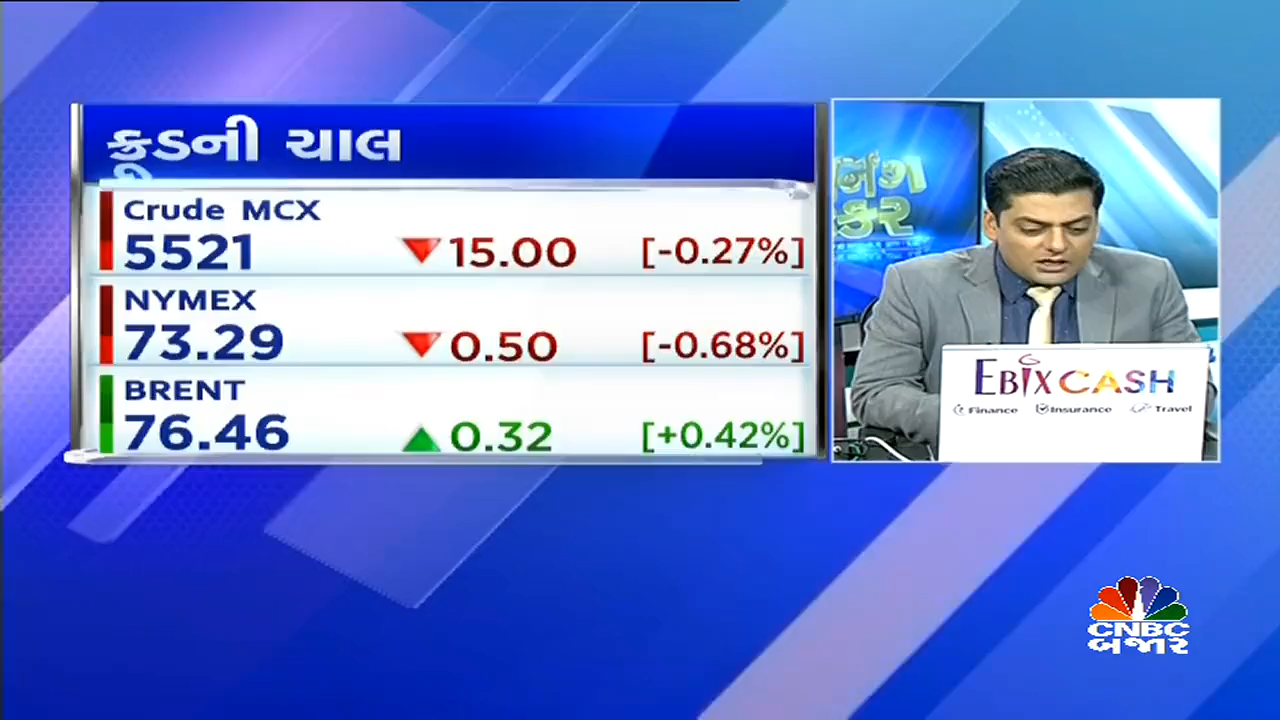 ક્રૂડની ચાલ
Crude MCX
5521 15.00 [-0.27%]
NYMEX
73.29 0.50 [-0.68%]
BRENT
76.46 0.32 [+0.42%]
EBIXCASH
Finance Insurance Travel
CNBC
બજાર